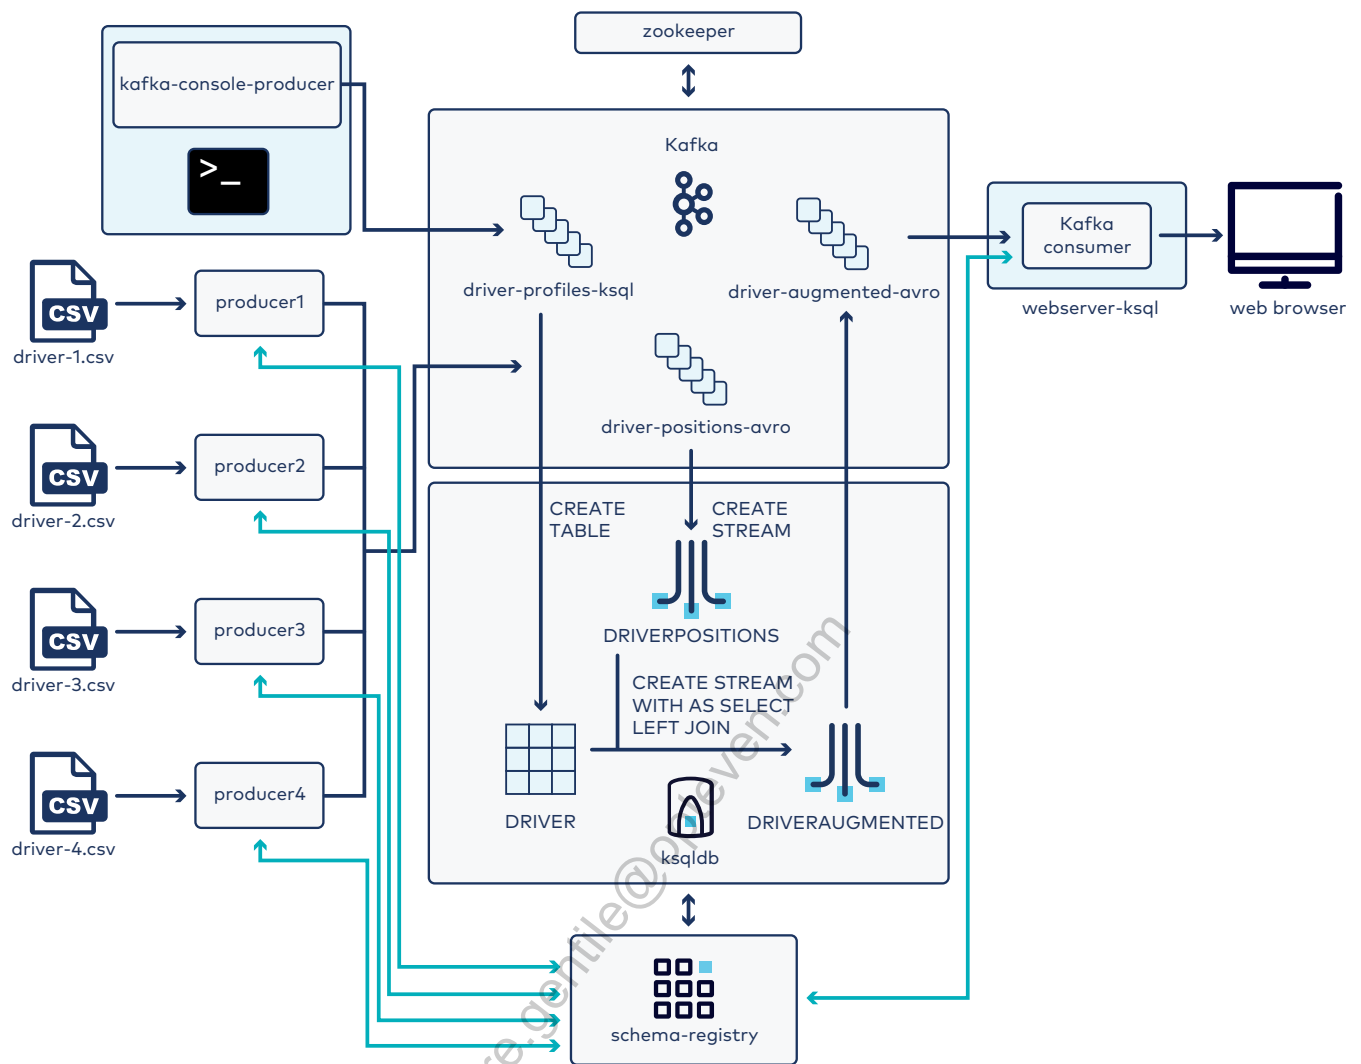 zookeeper
kafka-console-producer
>_
Kafka
driver-profiles-ksql
driver-augmented-avro
driver-positions-avro
Kafka
consumer
webserver-ksql
web browser
CSV
driver-1.csv
producer1
CSV
driver-2.csv
producer2
CSV
driver-3.csv
producer3
CSV
driver-4.csv
producer4
CREATE
TABLE
CREATE
STREAM
DRIVERPOSITIONS
CREATE STREAM
WITH AS SELECT
LEFT JOIN
DRIVER
DRIVERAUGMENTED
ksqldb
schema-registry